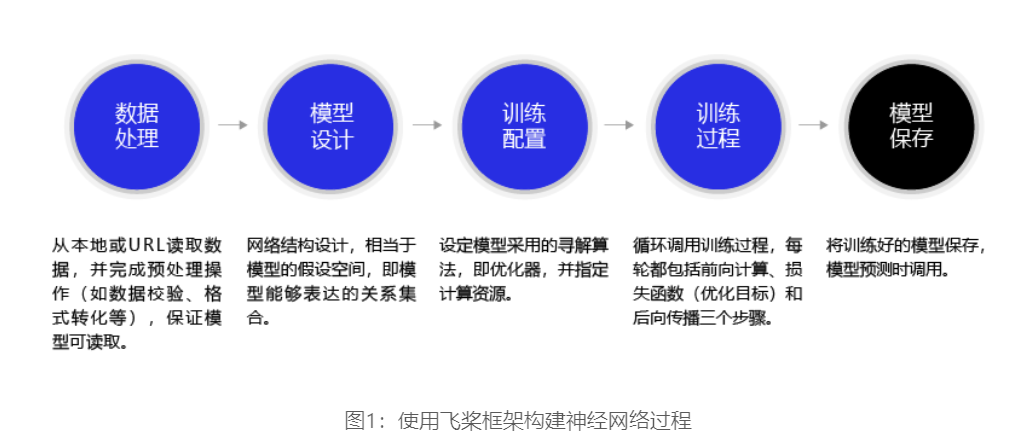 数据
处理
模型
设计
训练
配置
训练
过程
模型
保存
从本地或URL读取数
据，并完成预处理操
作（如数据校验、格
式转化等），保证模
型可读取。
网络结构设计，相当于
模型的假设空间，即模
型能够表达的关系集
合。
设定模型采用的寻解算
法，即优化器，并指定
计算资源。
循环调用训练过程，每
轮都包括前向计算、损
失函数（优化目标）和
后向传播三个步骤。
将训练好的模型保存，
模型预测时调用。
图1：使用飞桨框架构建神经网络过程